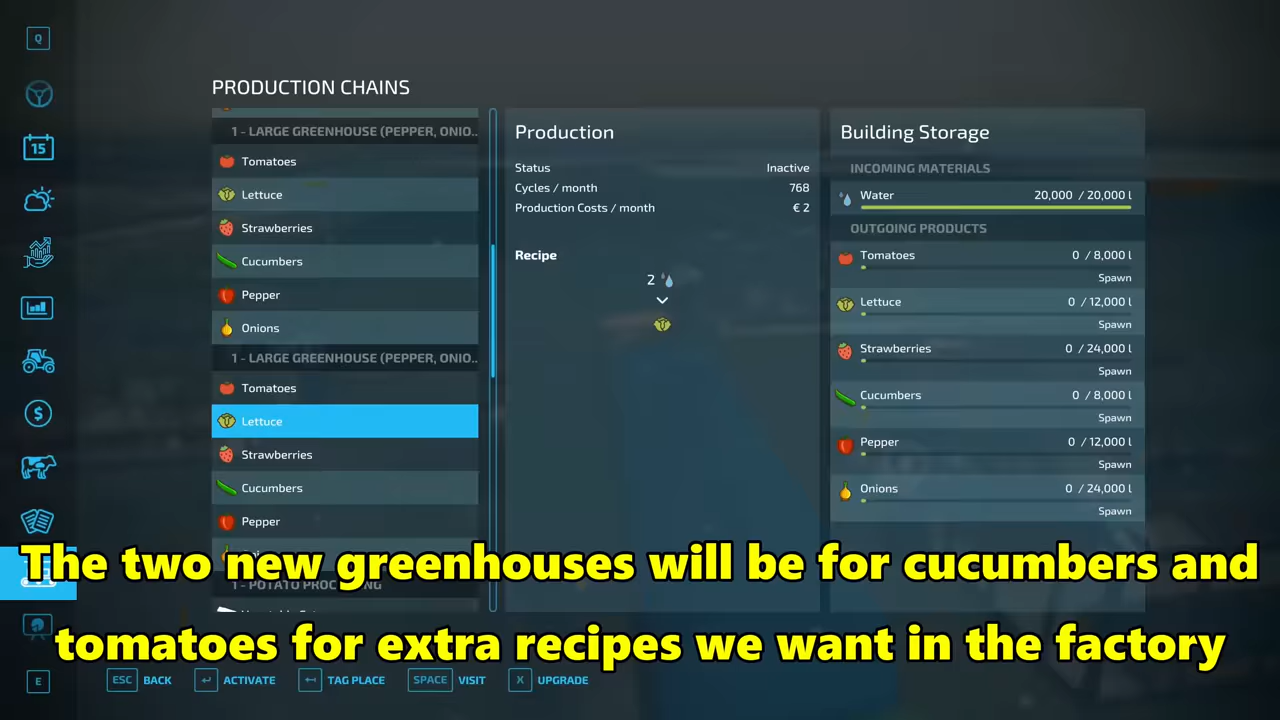 Q
PRODUCTION CHAINS
1 - LARGE GREENHOUSE (PEPPER, ONIO..
Tomatoes
Lettuce
Strawberries
Cucumbers
Pepper
Onions
1 - LARGE GREENHOUSE (PEPPER, ONIO..
Tomatoes
Lettuce
Strawberries
Cucumbers
Pepper
1 - POTATO PROCESSING
Production
Status Inactive
Cycles / month 768
Production Costs / month € 2
Recipe
2
Building Storage
INCOMING MATERIALS
Water 20,000 / 20,000 l
OUTGOING PRODUCTS
Tomatoes 0 / 8,000 l
Spawn
Lettuce 0 / 12,000 l
Spawn
Strawberries 0 / 24,000 l
Spawn
Cucumbers 0 / 8,000 l
Spawn
Pepper 0 / 12,000 l
Spawn
Onions 0 / 24,000 l
Spawn
15
The two new greenhouses will be for cucumbers and
tomatoes for extra recipes we want in the factory
E
ESC BACK ACTIVATE TAG PLACE SPACE VISIT X UPGRADE